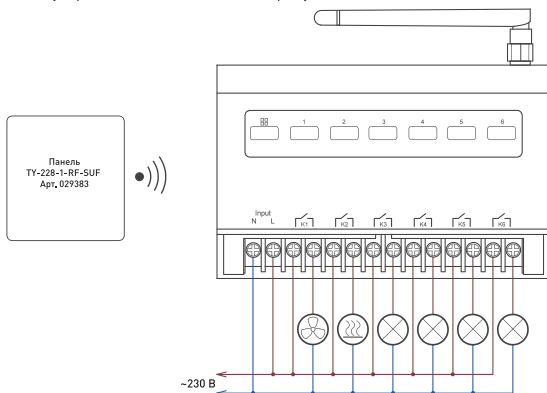 Панель
TY-228-1-RF-SUF
Арт. 029383
1 2 3 4 5 6
Input
N L K1 K2 K3 K4 K5 K6
~230 В